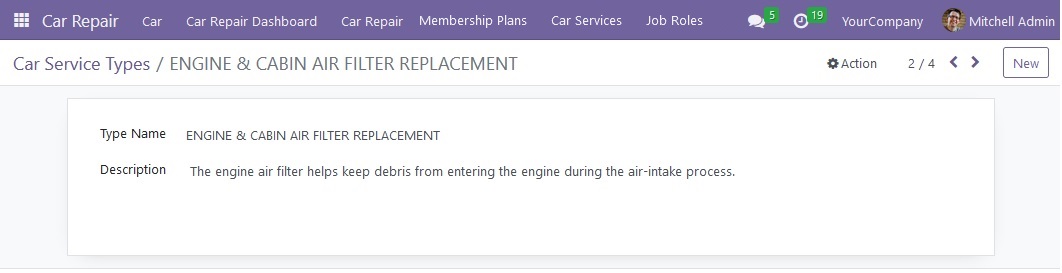 Car Repair Car Car Repair Dashboard Car Repair Membership Plans Car Services Job Roles 5 19 YourCompany Mitchell Admin
Car Service Types / ENGINE & CABIN AIR FILTER REPLACEMENT Action 2 / 4 New
Type Name ENGINE & CABIN AIR FILTER REPLACEMENT
Description The engine air filter helps keep debris from entering the engine during the air-intake process.